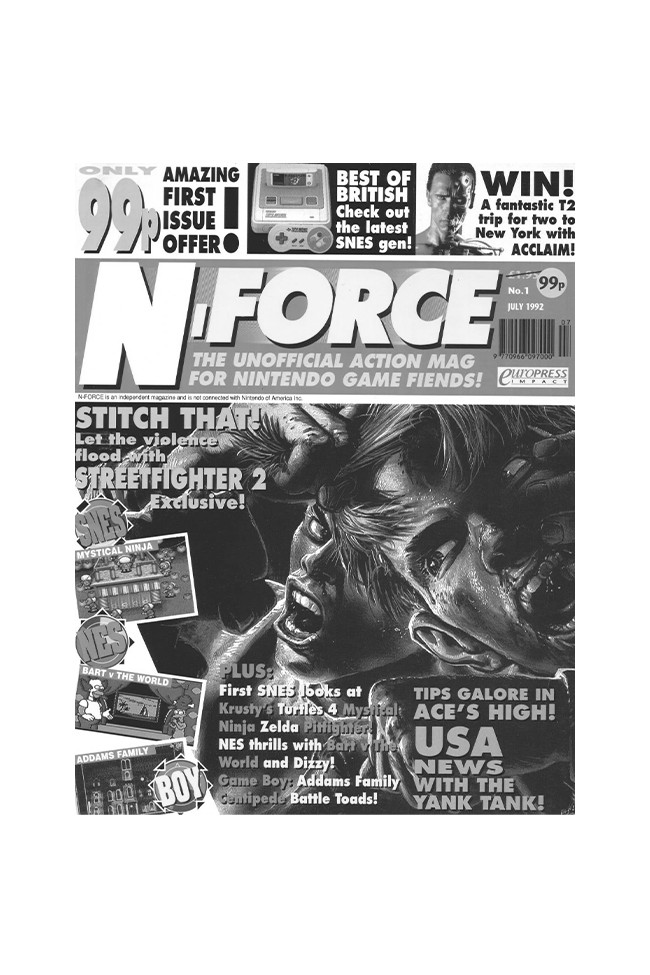 ONLY
99p
AMAZING
FIRST
ISSUE
OFFER!
BEST OF
BRITISH
Check out
the latest
SNES gen!
WIN!
A fantastic T2
trip for two to
New York with
ACCLAIM!
N-FORCE
£1.95
99p
No.1
JULY 1992
07
9 770966 097000
THE UNOFFICIAL ACTION MAG
FOR NINTENDO GAME FIENDS!
europress
IMPACT
N-FORCE is an independent magazine and is not connected with Nintendo of America Inc.
STITCH THAT!
Let the violence
flood with
STREETFIGHTER 2
Exclusive!
SNES
MYSTICAL NINJA
NES
BART v THE WORLD
ADDAMS FAMILY
BOY
PLUS:
First SNES looks at
Krusty's Turtles 4 Mystical
Ninja Zelda Pitfighter!
NES thrills with Bart v The
World and Dizzy!
Game Boy: Addams Family
Centipede Battle Toads!
TIPS GALORE IN
ACE'S HIGH!
USA
NEWS
WITH THE
YANK TANK!